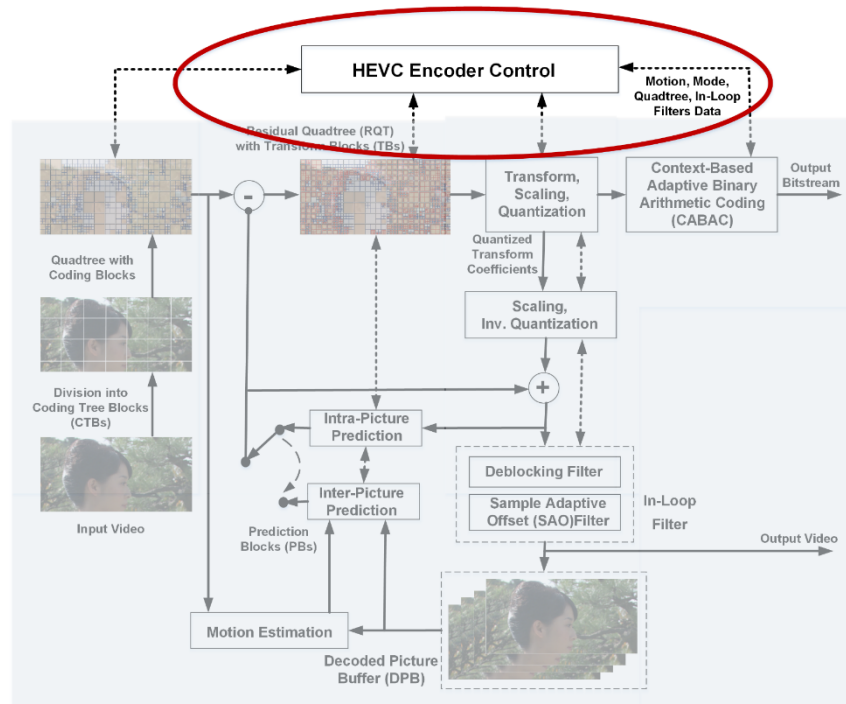 HEVC Encoder Control
Motion, Mode,
Quadtree, In-Loop
Filters Data
Residual Quadtree (RQT)
with Transform Blocks (TBs)
-
Transform,
Scaling,
Quantization
Context-Based
Adaptive Binary
Arithmetic Coding
(CABAC)
Output
Bitstream
Quadtree with
Coding Blocks
Quantized
Transform
Coefficients
Scaling,
Inv. Quantization
+
Division into
Coding Tree Blocks
(CTBs)
Intra-Picture
Prediction
Deblocking Filter
Sample Adaptive
Offset (SAO)Filter
In-Loop
Filter
Inter-Picture
Prediction
Input Video
Prediction
Blocks (PBs)
Output Video
Motion Estimation
Decoded Picture
Buffer (DPB)